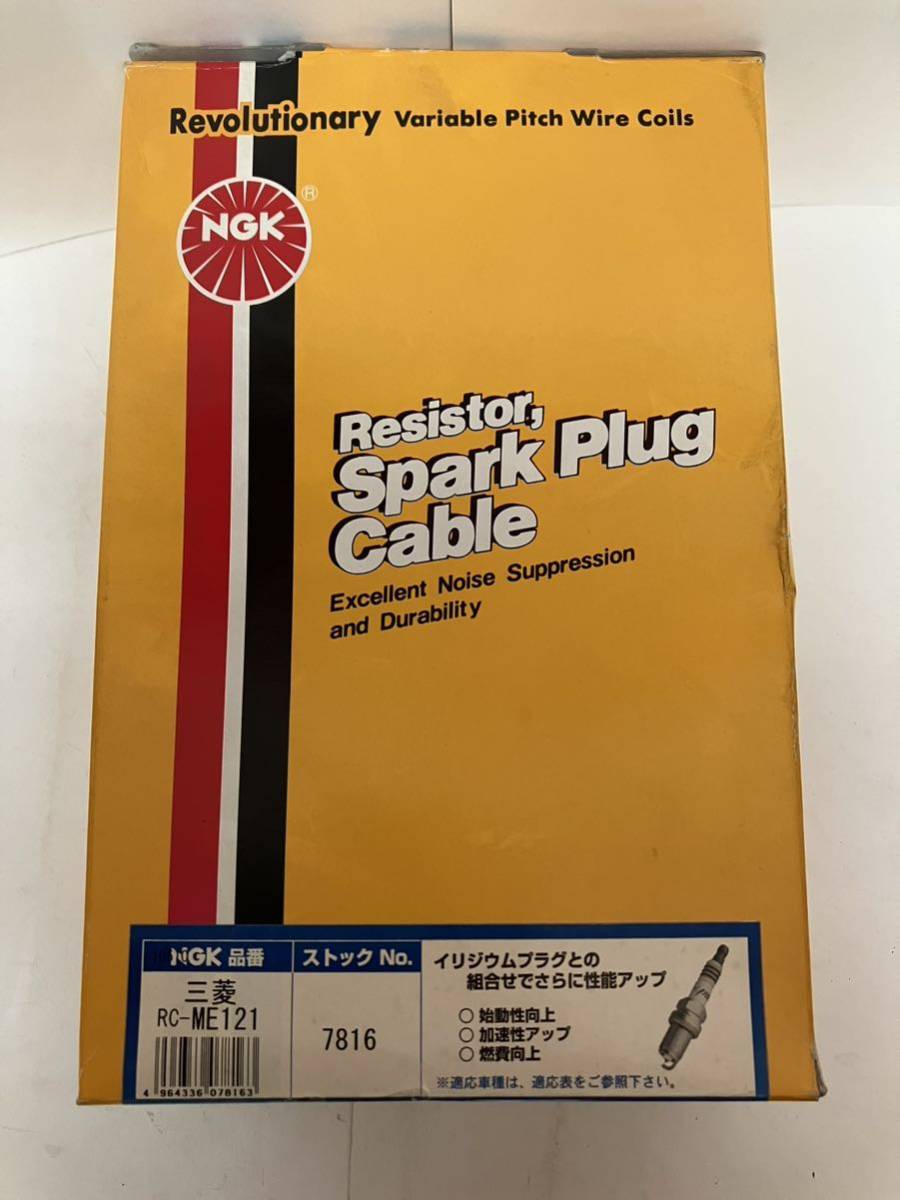 Revolutionary Variable Pitch Wire Coils
NGK
®
Resistor,
Spark Plug
Cable
Excellent Noise Suppression
and Durability
NGK 品番
三菱
RC-ME121
4 964336 078163
ストック No.
7816
イリジウムプラグとの
組合せでさらに性能アップ
○ 始動性向上
○ 加速性アップ
○ 燃費向上
※適応車種は、適応表をご参照下さい。